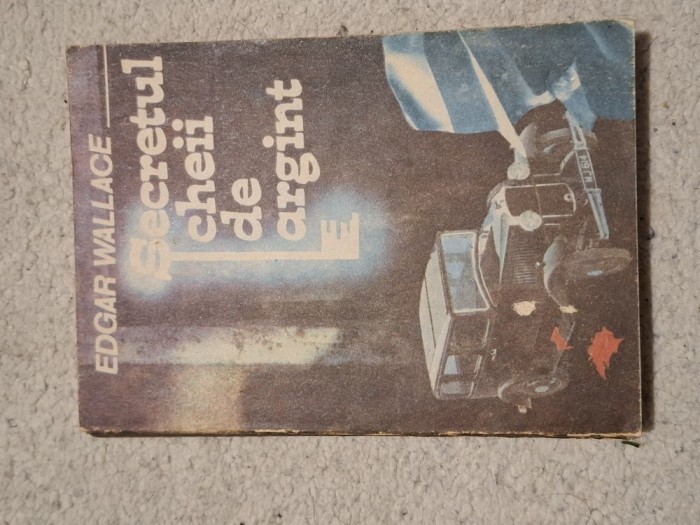 EDGAR WALLACE
Secretul
cheii
de
argint